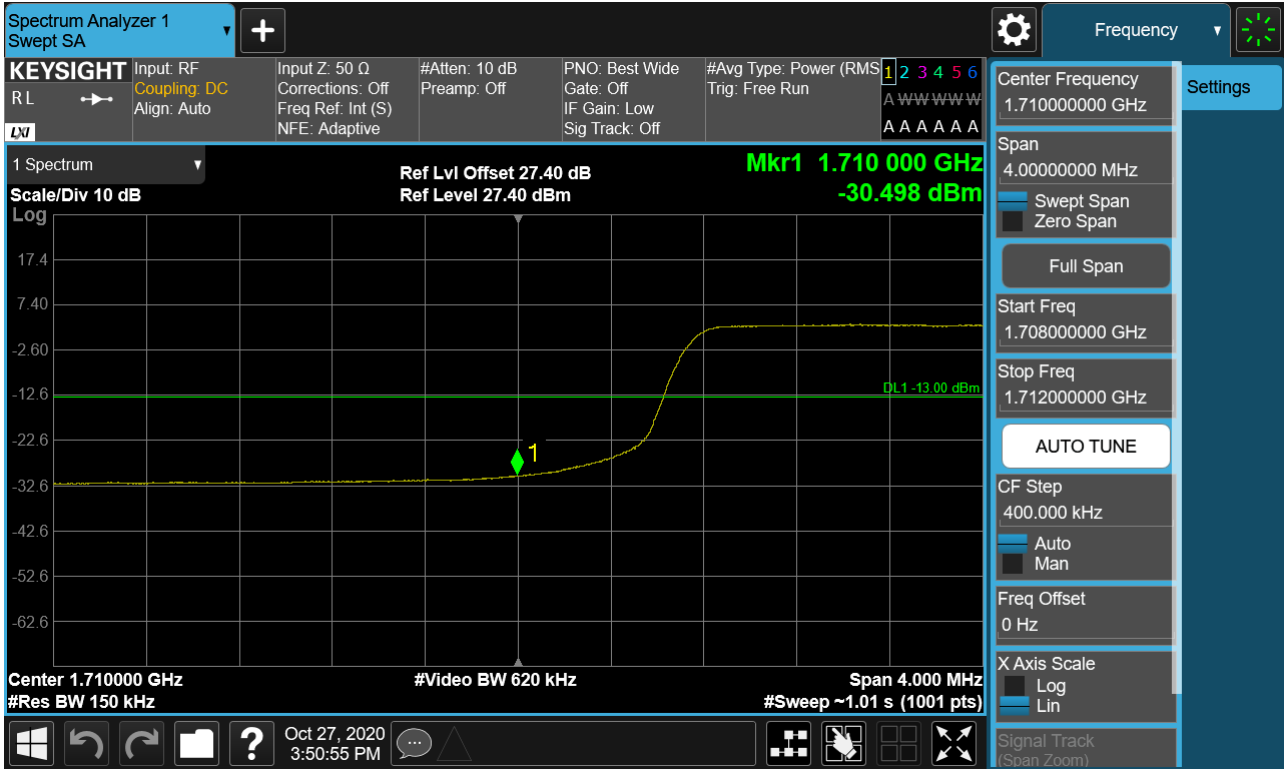 Spectrum Analyzer 1
Swept SA
Frequency
KEYSIGHT
R L
LXI
Input: RF
Coupling: DC
Align: Auto
Input Z: 50 Ω
Corrections: Off
Freq Ref: Int (S)
NFE: Adaptive
#Atten: 10 dB
Preamp: Off
PNO: Best Wide
Gate: Off
IF Gain: Low
Sig Track: Off
#Avg Type: Power (RMS
Trig: Free Run
1 2 3 4 5 6
A W W W W W
A A A A A A
1 Spectrum
Scale/Div 10 dB
Log
Ref Lvl Offset 27.40 dB
Ref Level 27.40 dBm
Mkr1 1.710 000 GHz
-30.498 dBm
17.4
7.40
-2.60
-12.6
-22.6
-32.6
-42.6
-52.6
-62.6
DL1 -13.00 dBm
1
Center 1.710000 GHz
#Res BW 150 kHz
#Video BW 620 kHz
Span 4.000 MHz
#Sweep ~1.01 s (1001 pts)
Center Frequency
1.710000000 GHz
Span
4.00000000 MHz
Swept Span
Zero Span
Full Span
Start Freq
1.708000000 GHz
Stop Freq
1.712000000 GHz
AUTO TUNE
CF Step
400.000 kHz
Auto
Man
Freq Offset
0 Hz
X Axis Scale
Log
Lin
Signal Track
(Span Zoom)
Settings
?
Oct 27, 2020
3:50:55 PM